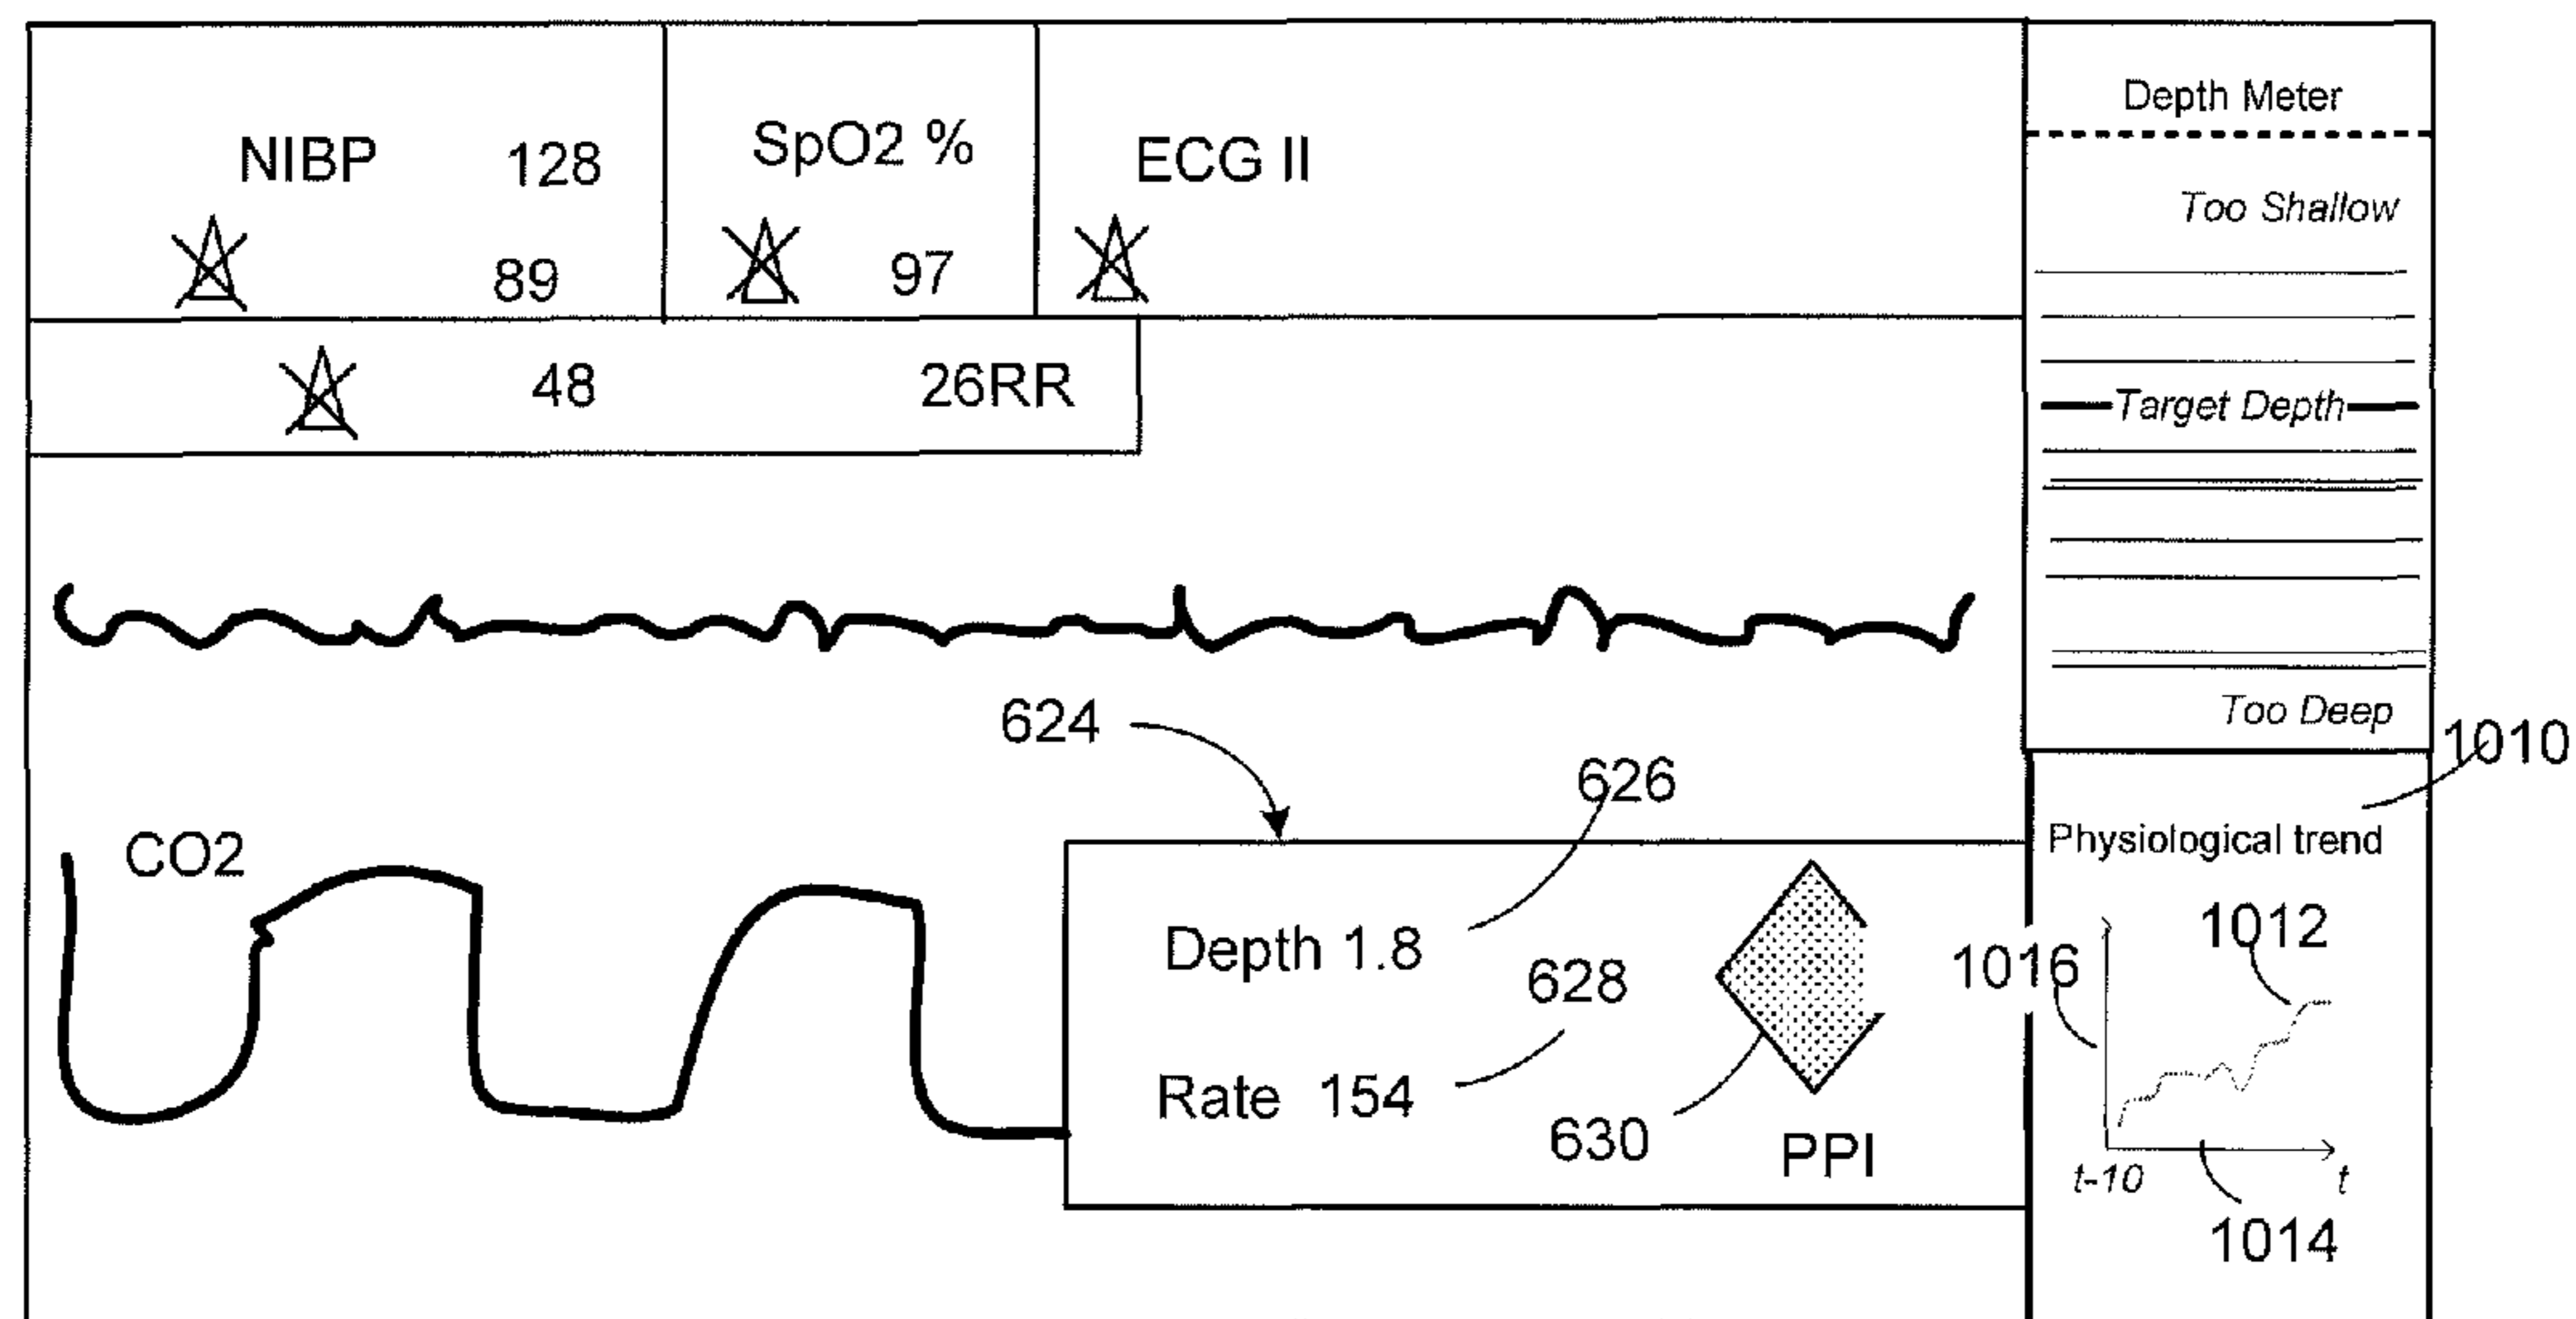 NIBP 128
89
SpO2 %
97
ECG II
48 26RR
Depth Meter
Too Shallow
Target Depth
Too Deep
1010
624
626
CO2
Depth 1.8
628
Rate 154
630
PPI
Physiological trend
1012
1016
t-10 t
1014